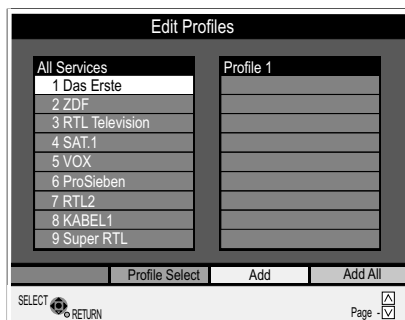 Edit Profiles
All Services
1 Das Erste
2 ZDF
3 RTL Television
4 SAT.1
5 VOX
6 ProSieben
7 RTL2
8 KABEL1
9 Super RTL
Profile 1
Profile Select Add Add All
SELECT
RETURN
Page -